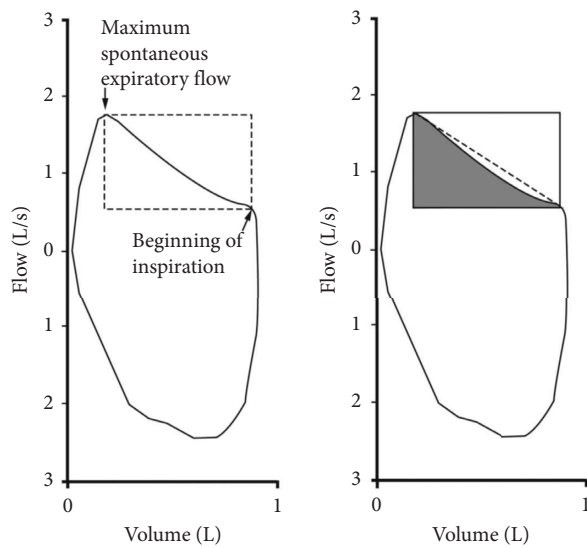 3
Maximum
spontaneous
expiratory flow
2
1
Flow (L/s)
0
Beginning of
inspiration
1
2
3
0
1
Volume (L)
3
2
1
Flow (L/s)
0
1
2
3
0
1
Volume (L)